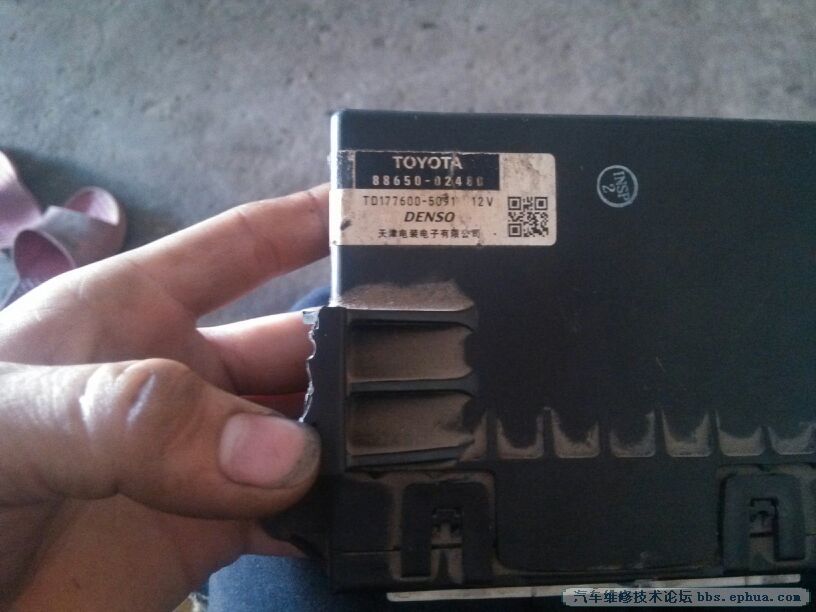 TOYOTA
88650-02480
TD177600-5091 12V
DENSO
天津电装电子有限公司
INSP
2
汽车维修技术论坛 bbs.ephua.com